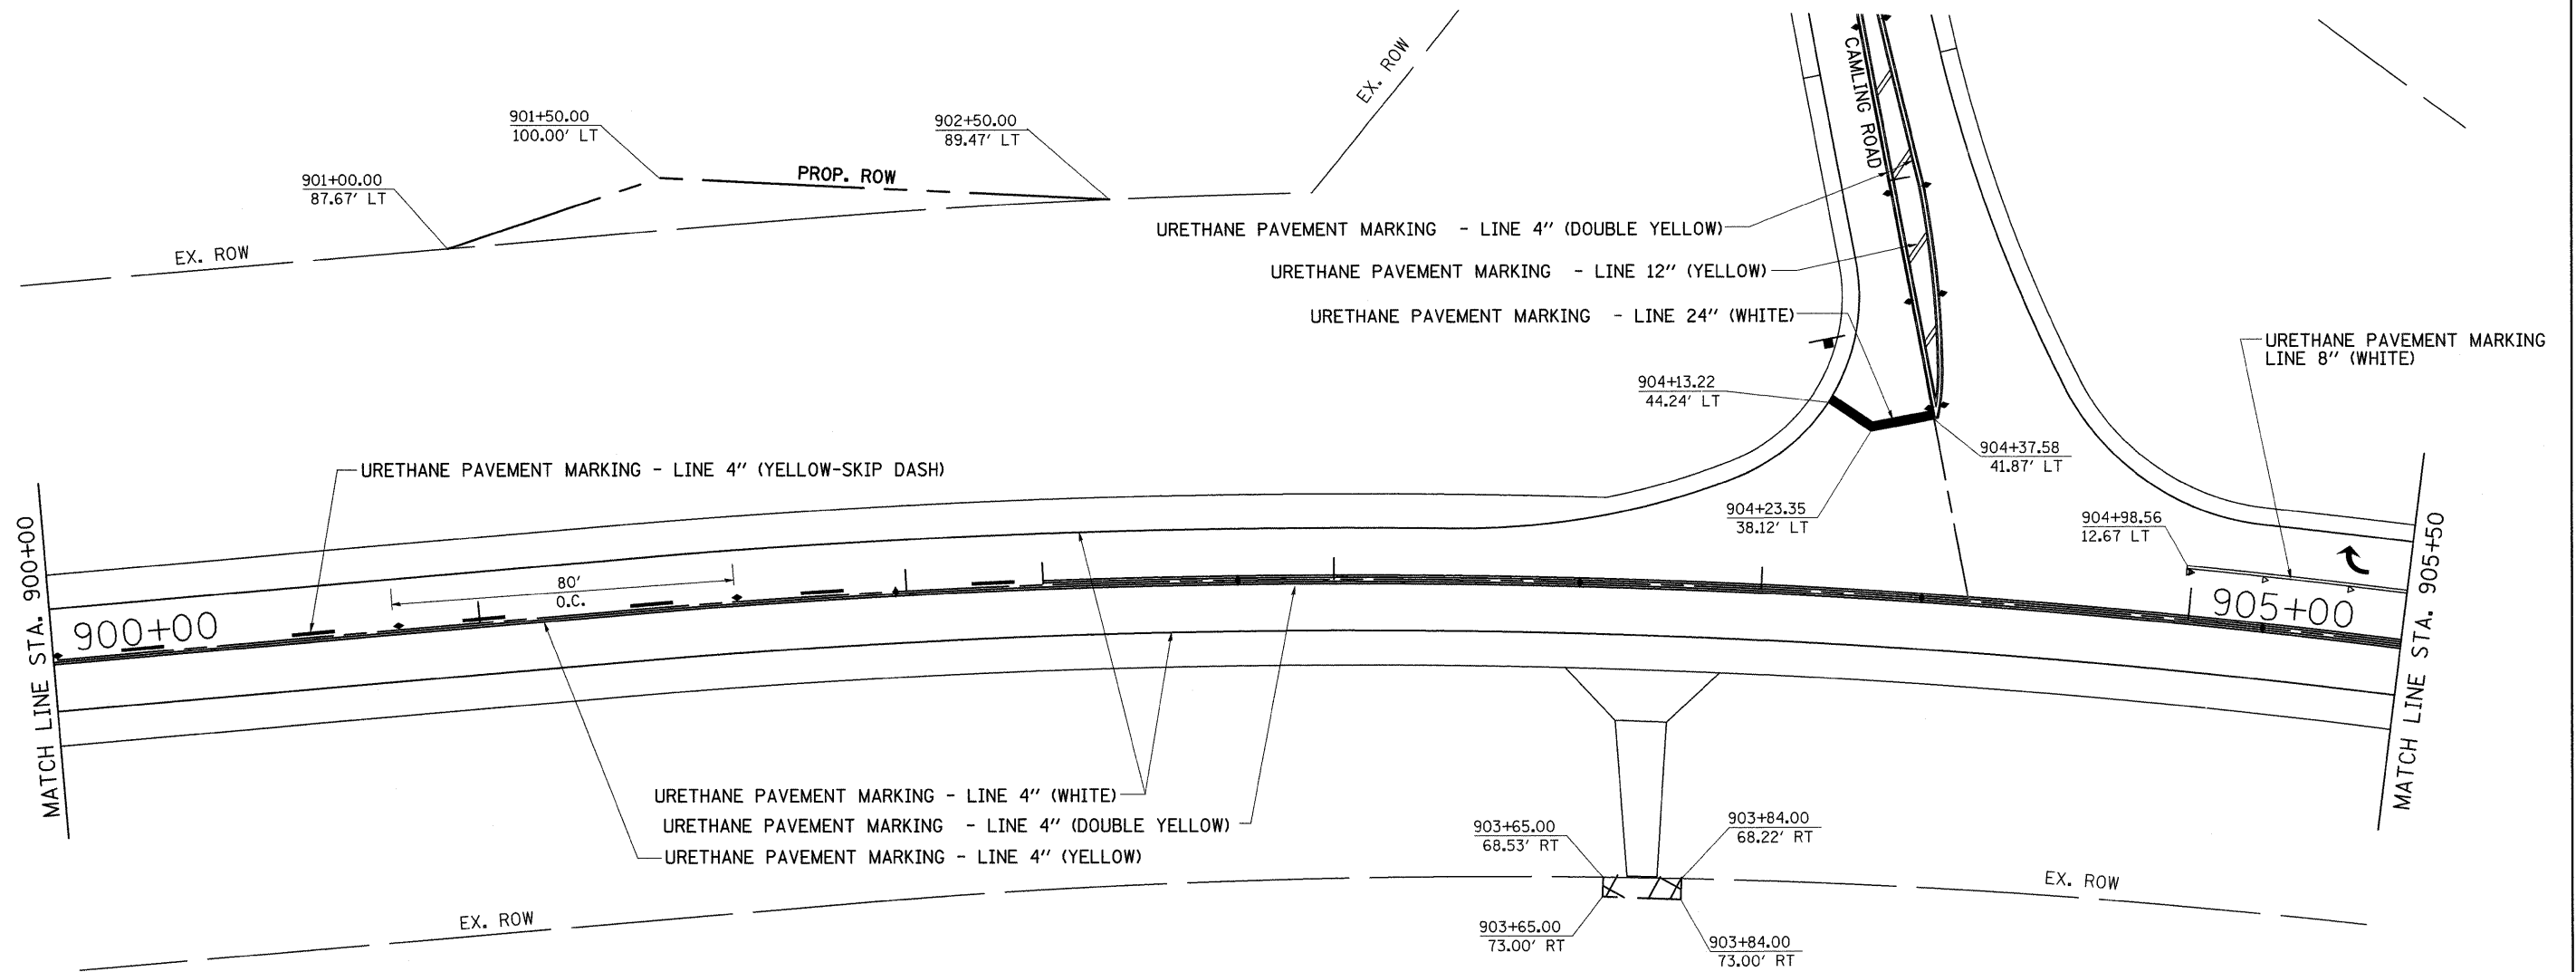 EX. ROW
CAMLING ROAD
901+50.00
100.00' LT
902+50.00
89.47' LT
901+00.00
87.67' LT
PROP. ROW
EX. ROW
URETHANE PAVEMENT MARKING - LINE 4" (DOUBLE YELLOW)
URETHANE PAVEMENT MARKING - LINE 12" (YELLOW)
URETHANE PAVEMENT MARKING - LINE 24" (WHITE)
URETHANE PAVEMENT MARKING
LINE 8" (WHITE)
904+13.22
44.24' LT
904+37.58
41.87' LT
URETHANE PAVEMENT MARKING - LINE 4" (YELLOW-SKIP DASH)
904+23.35
38.12' LT
904+98.56
12.67 LT
MATCH LINE STA. 900+00
80'
O.C.
900+00
905+00
MATCH LINE STA. 905+50
URETHANE PAVEMENT MARKING - LINE 4" (WHITE)
URETHANE PAVEMENT MARKING - LINE 4" (DOUBLE YELLOW)
URETHANE PAVEMENT MARKING - LINE 4" (YELLOW)
903+65.00
68.53' RT
903+84.00
68.22' RT
EX. ROW
EX. ROW
903+65.00
73.00' RT
903+84.00
73.00' RT